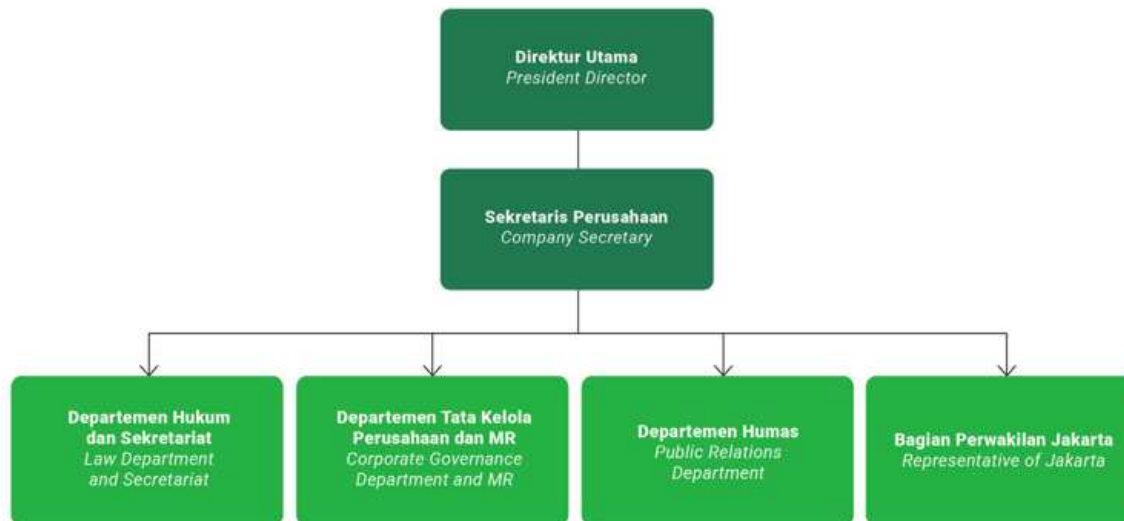 Direktur Utama
President Director
Sekretaris Perusahaan
Company Secretary
Departemen Hukum
dan Sekretariat
Law Department
and Secretariat
Departemen Tata Kelola
Perusahaan dan MR
Corporate Governance
Department and MR
Departemen Humas
Public Relations
Department
Bagian Perwakilan Jakarta
Representative of Jakarta